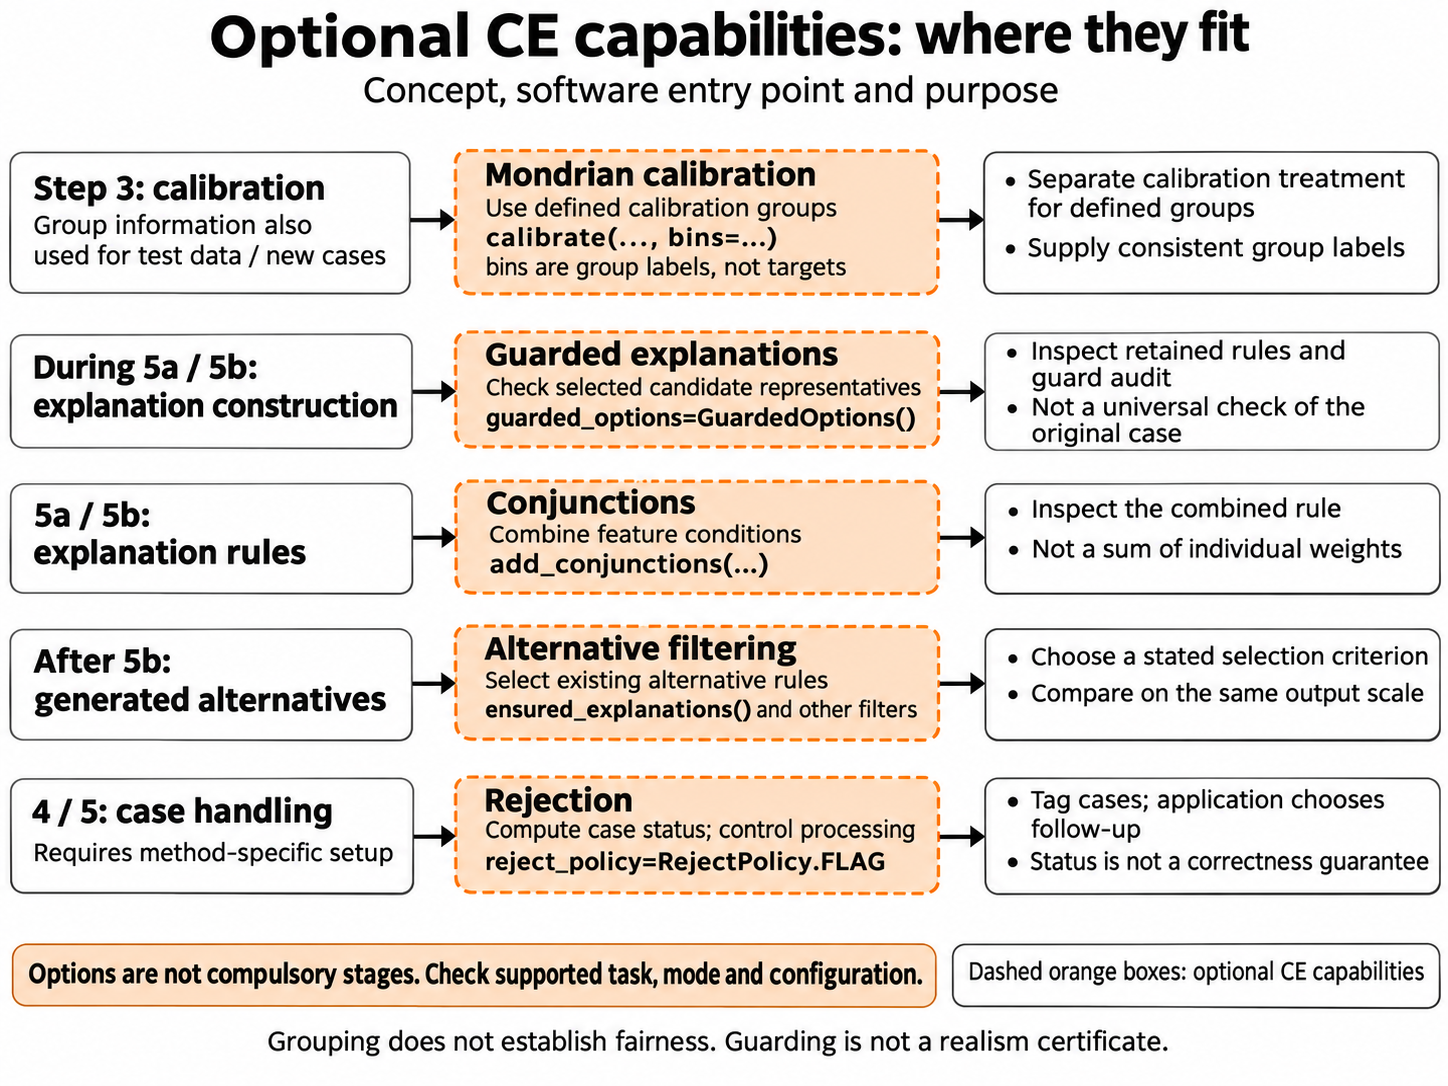 Optional CE capabilities: where they fit
Concept, software entry point and purpose
Step 3: calibration
Group information also
used for test data / new cases
Mondrian calibration
Use defined calibration groups
calibrate(..., bins=...)
bins are group labels, not targets
• Separate calibration treatment
for defined groups
• Supply consistent group labels
During 5a / 5b:
explanation construction
Guarded explanations
Check selected candidate representatives
guarded_options=GuardedOptions()
• Inspect retained rules and
guard audit
• Not a universal check of the
original case
5a / 5b:
explanation rules
Conjunctions
Combine feature conditions
add_conjunctions(...)
• Inspect the combined rule
• Not a sum of individual weights
After 5b:
generated alternatives
Alternative filtering
Select existing alternative rules
ensured_explanations() and other filters
• Choose a stated selection criterion
• Compare on the same output scale
4 / 5: case handling
Requires method-specific setup
Rejection
Compute case status; control processing
reject_policy=RejectPolicy.FLAG
• Tag cases; application chooses
follow-up
• Status is not a correctness guarantee
Options are not compulsory stages. Check supported task, mode and configuration.
Dashed orange boxes: optional CE capabilities
Grouping does not establish fairness. Guarding is not a realism certificate.